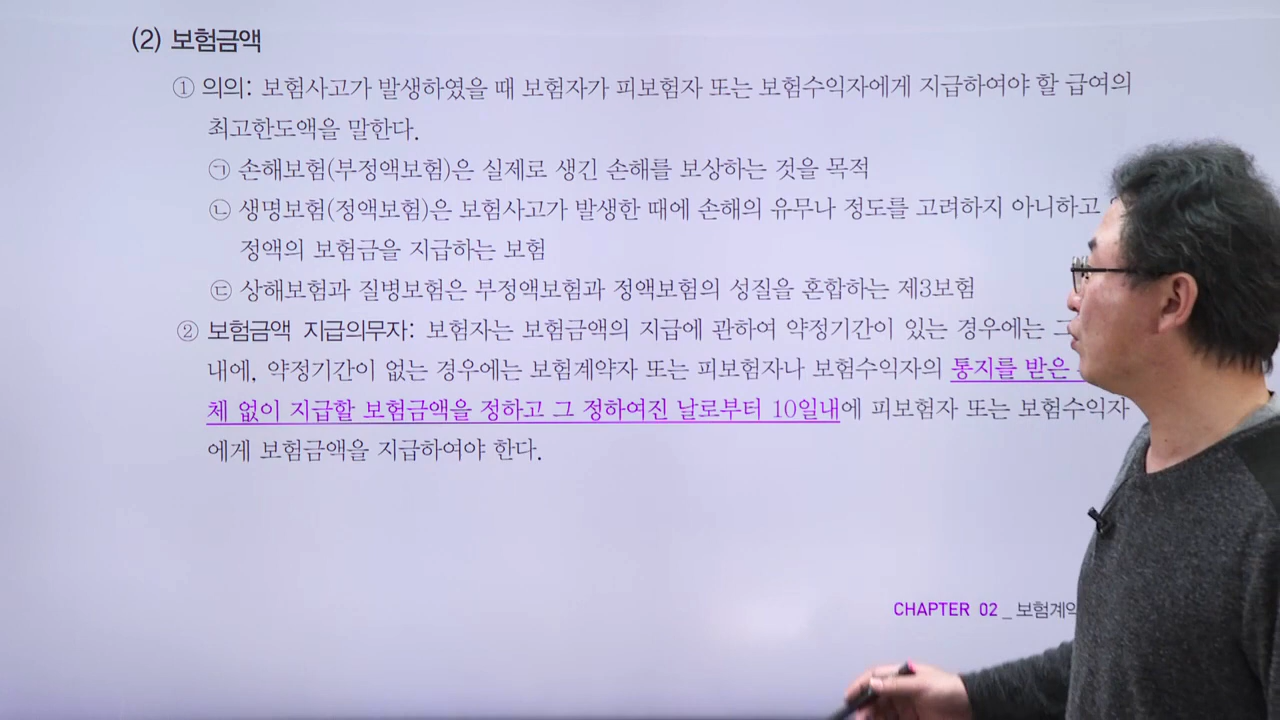 (2) 보험금액
① 의의: 보험사고가 발생하였을 때 보험자가 피보험자 또는 보험수익자에게 지급하여야 할 급여의
최고한도액을 말한다.
㉠ 손해보험(부정액보험)은 실제로 생긴 손해를 보상하는 것을 목적
㉡ 생명보험(정액보험)은 보험사고가 발생한 때에 손해의 유무나 정도를 고려하지 아니하고
정액의 보험금을 지급하는 보험
㉢ 상해보험과 질병보험은 부정액보험과 정액보험의 성질을 혼합하는 제3보험
② 보험금액 지급의무자: 보험자는 보험금액의 지급에 관하여 약정기간이 있는 경우에는 그
내에, 약정기간이 없는 경우에는 보험계약자 또는 피보험자나 보험수익자의 통지를 받은
체 없이 지급할 보험금액을 정하고 그 정하여진 날로부터 10일내에 피보험자 또는 보험수익자
에게 보험금액을 지급하여야 한다.
CHAPTER 02 _ 보험계약